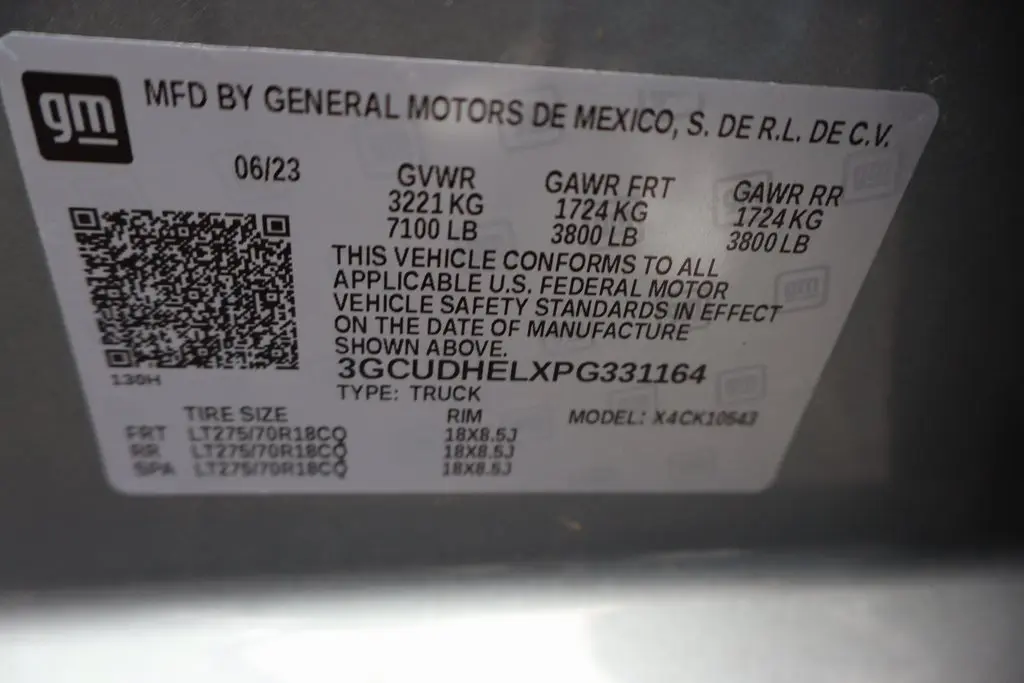 gm
MFD BY GENERAL MOTORS DE MEXICO, S. DE R.L. DE C.V.
06/23 GVWR GAWR FRT GAWR RR
3221 KG 1724 KG 1724 KG
7100 LB 3800 LB 3800 LB
THIS VEHICLE CONFORMS TO ALL
APPLICABLE U.S. FEDERAL MOTOR
VEHICLE SAFETY STANDARDS IN EFFECT
ON THE DATE OF MANUFACTURE
SHOWN ABOVE.
3GCUDHELXPG331164
130H
TYPE: TRUCK
TIRE SIZE RIM MODEL: X4CK10543
FRT LT275/70R18CQ 18X8.5J
RR LT275/70R18CQ 18X8.5J
SPA LT275/70R18CQ 18X8.5J